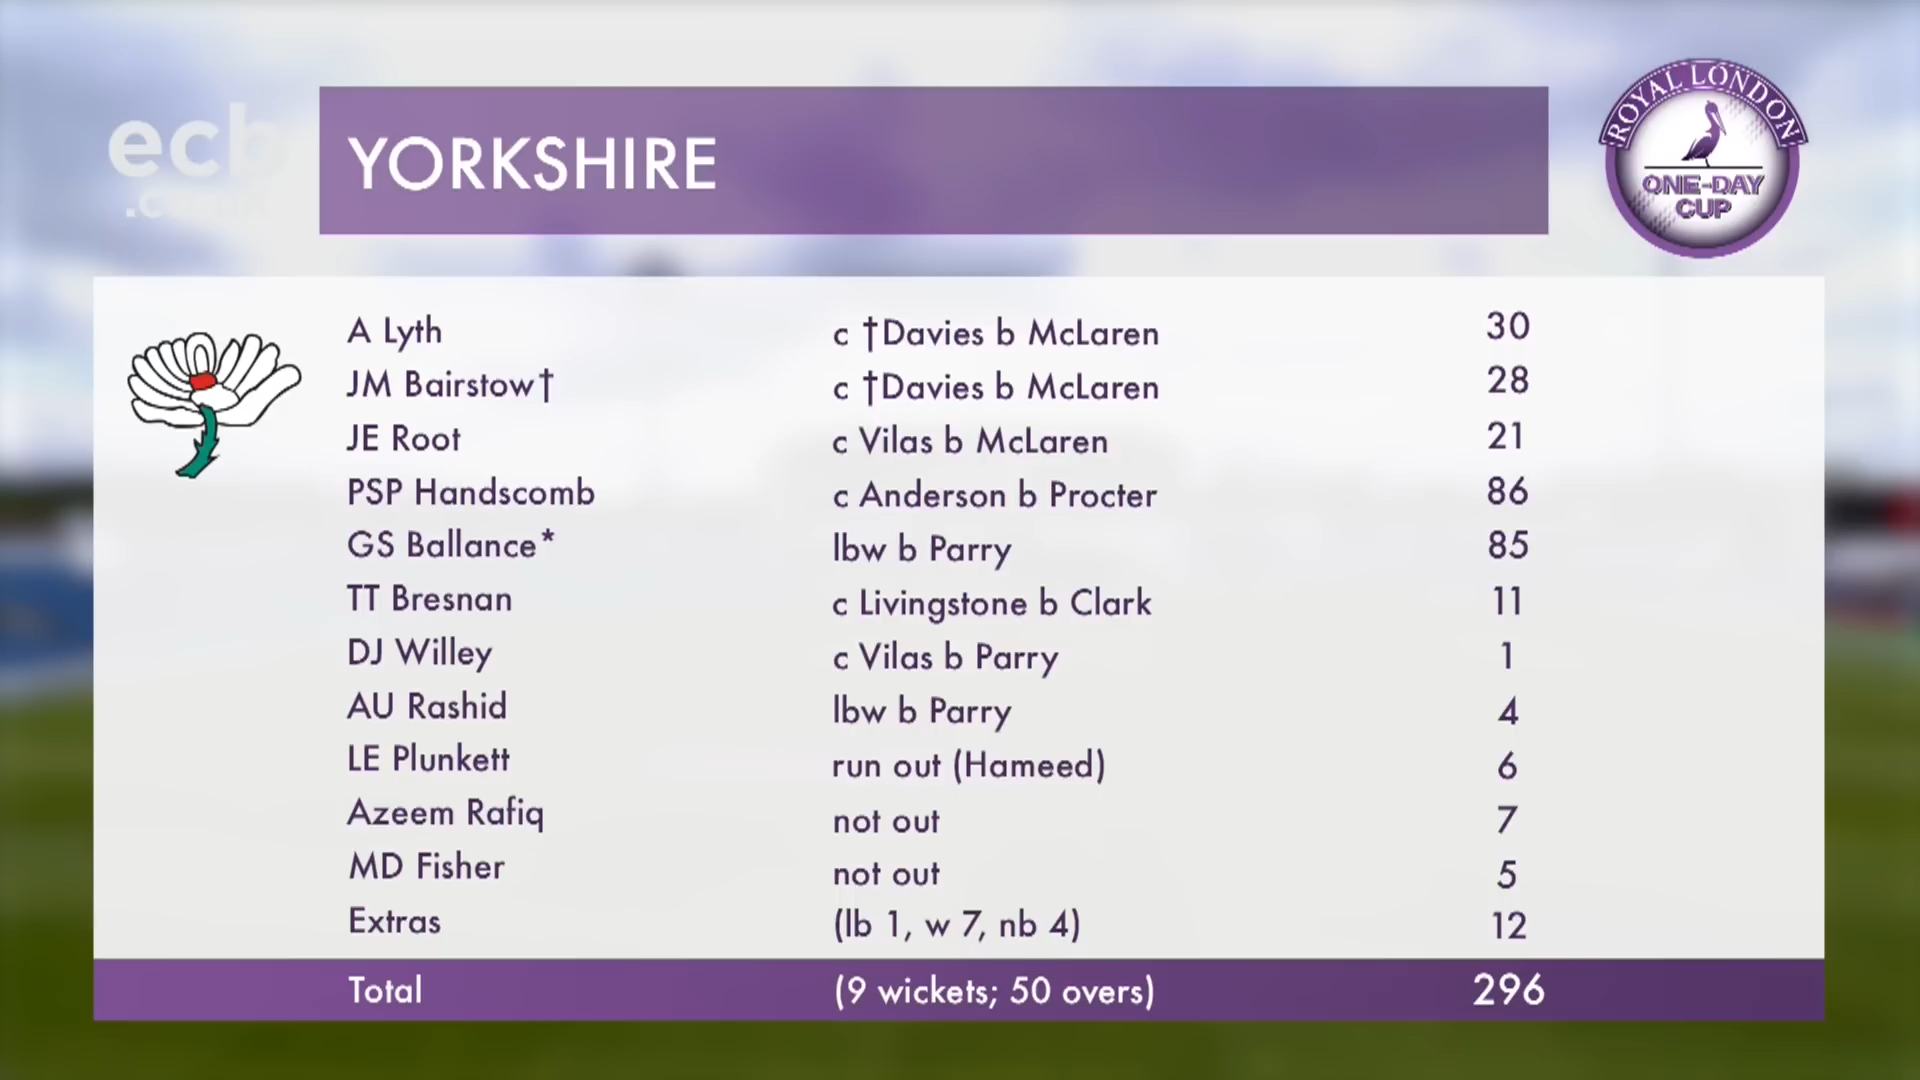 ecb
YORKSHIRE
ROYAL LONDON
ONE-DAY
CUP
A Lyth c †Davies b McLaren 30
JM Bairstow† c †Davies b McLaren 28
JE Root c Vilas b McLaren 21
PSP Handscomb c Anderson b Procter 86
GS Ballance* lbw b Parry 85
TT Bresnan c Livingstone b Clark 11
DJ Willey c Vilas b Parry 1
AU Rashid lbw b Parry 4
LE Plunkett run out (Hameed) 6
Azeem Rafiq not out 7
MD Fisher not out 5
Extras (lb 1, w 7, nb 4) 12
Total (9 wickets; 50 overs) 296